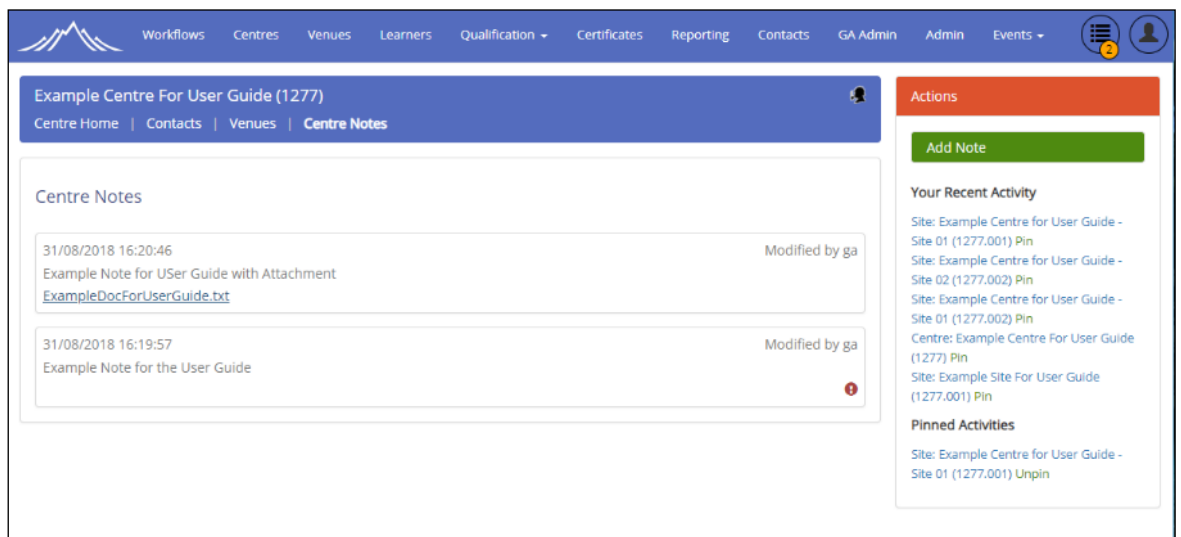 Workflows Centres Venues Learners Qualification Certificates Reporting Contacts GA Admin Admin Events
2
Example Centre For User Guide (1277)
Centre Home | Contacts | Venues | Centre Notes
Centre Notes
31/08/2018 16:20:46 Modified by ga
Example Note for USer Guide with Attachment
ExampleDocForUserGuide.txt
31/08/2018 16:19:57 Modified by ga
Example Note for the User Guide
Actions
Add Note
Your Recent Activity
Site: Example Centre for User Guide -
Site 01 (1277.001) Pin
Site: Example Centre for User Guide -
Site 02 (1277.002) Pin
Site: Example Centre for User Guide -
Site 01 (1277.002) Pin
Centre: Example Centre For User Guide
(1277) Pin
Site: Example Site For User Guide
(1277.001) Pin
Pinned Activities
Site: Example Centre for User Guide -
Site 01 (1277.001) Unpin